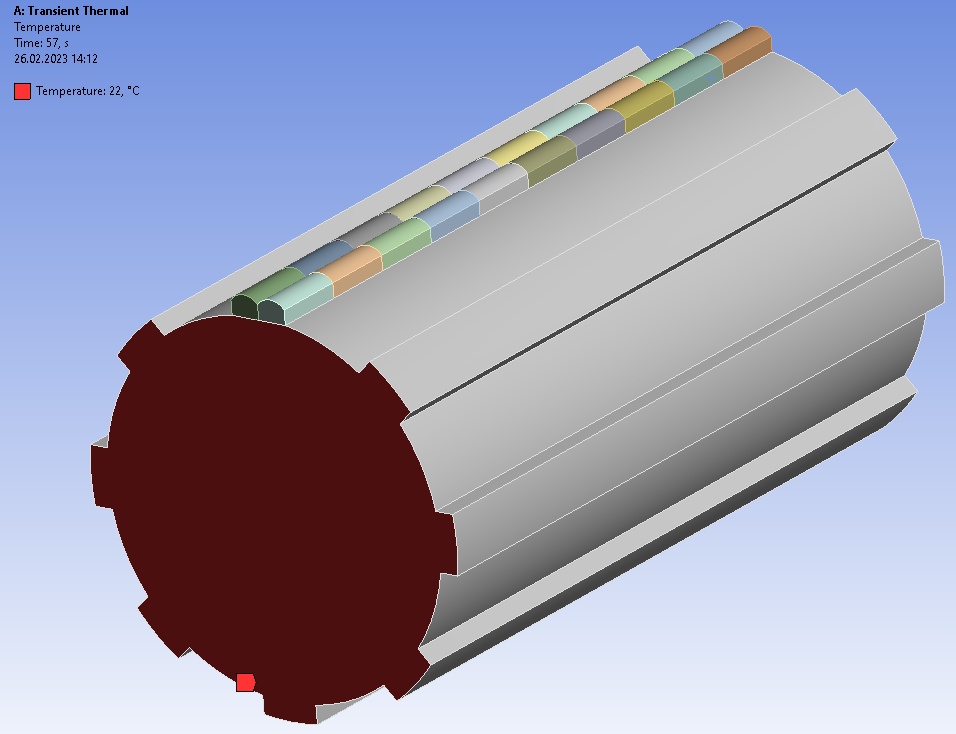 A: Transient Thermal
Temperature
Time: 57, s
26.02.2023 14:12
Temperature: 22, °C